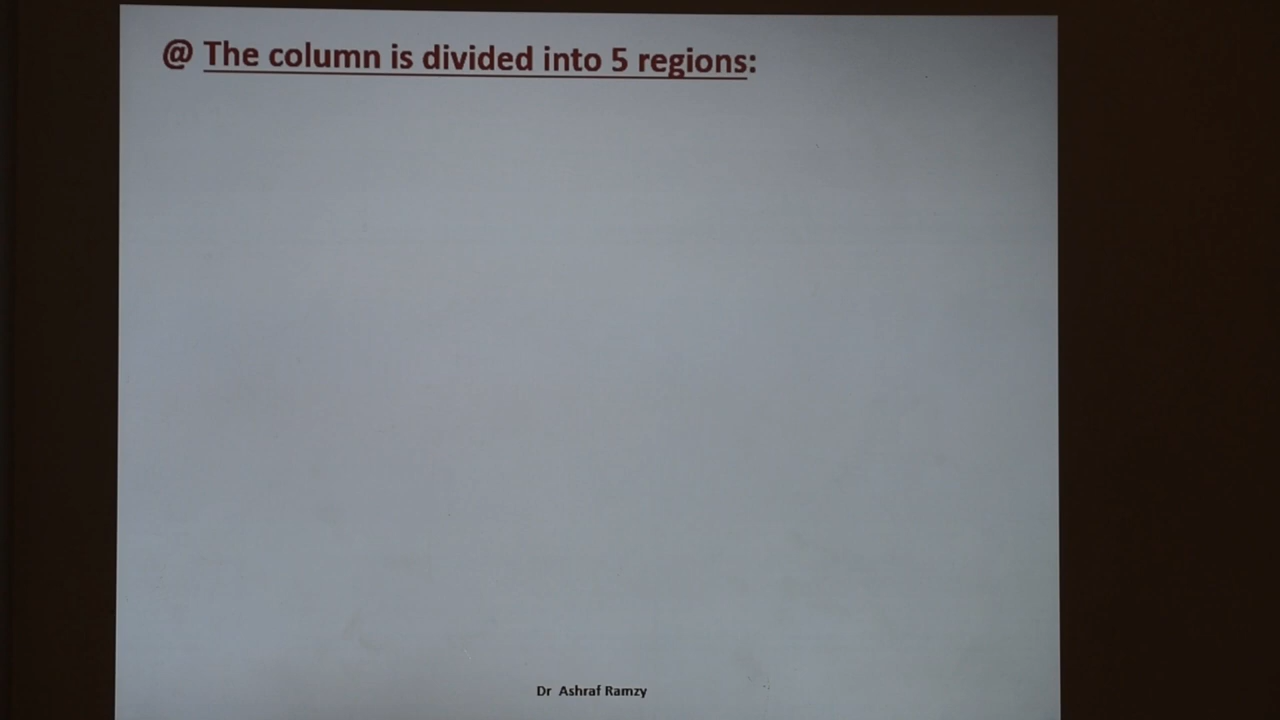 @ The column is divided into 5 regions:
Dr Ashraf Ramzy